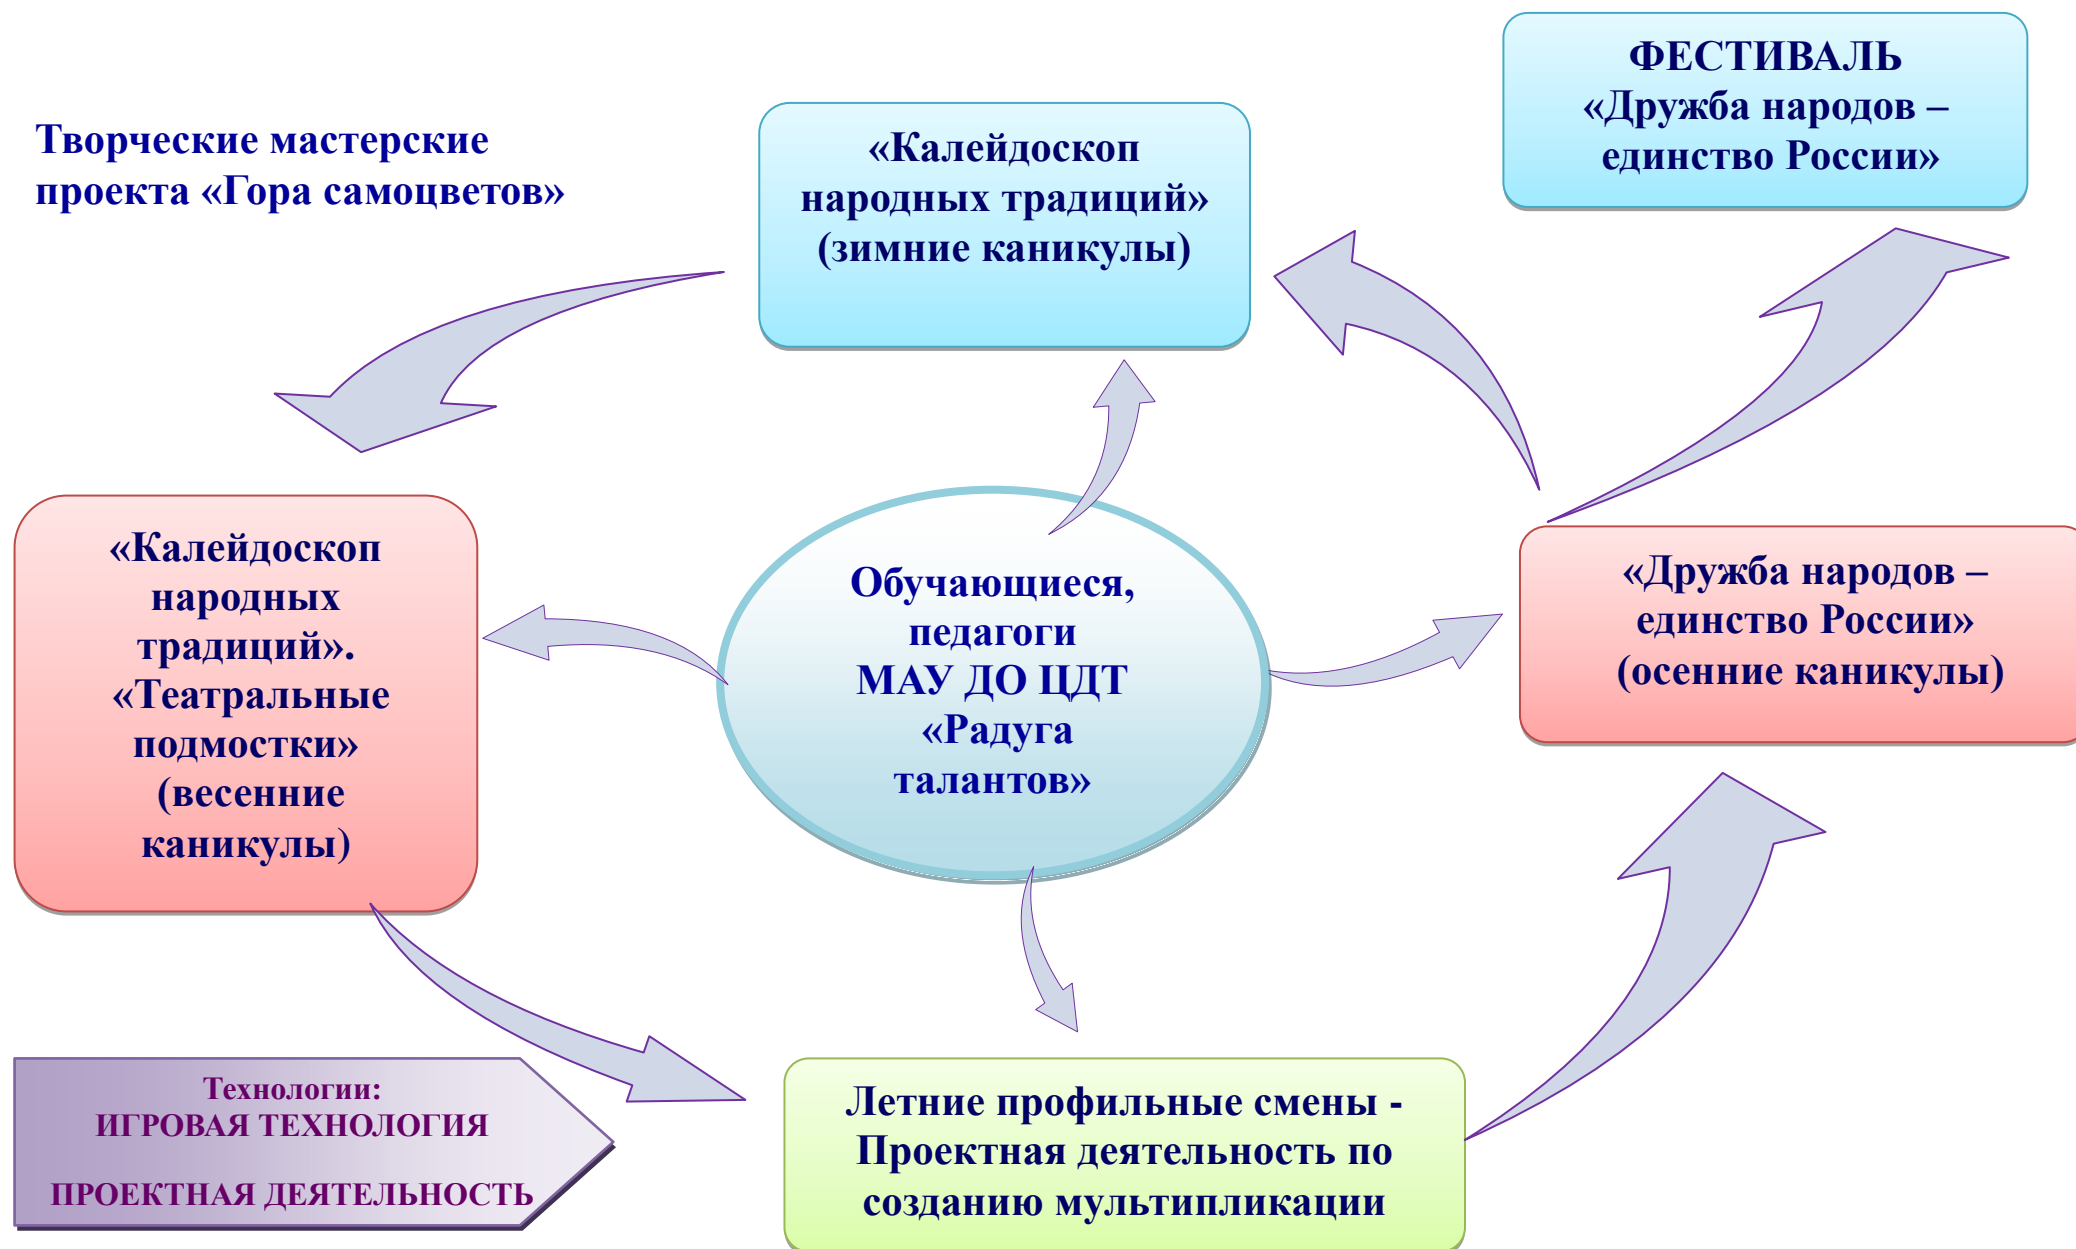 ФЕСТИВАЛЬ
«Дружба народов –
единство России»
Творческие мастерские
проекта «Гора самоцветов»
«Калейдоскоп
народных традиций»
(зимние каникулы)
«Калейдоскоп
народных
традиций».
«Театральные
подмостки»
(весенние
каникулы)
Обучающиеся,
педагоги
МАУ ДО ЦДТ
«Радуга
талантов»
«Дружба народов –
единство России»
(осенние каникулы)
Технологии:
ИГРОВАЯ ТЕХНОЛОГИЯ
ПРОЕКТНАЯ ДЕЯТЕЛЬНОСТЬ
Летние профильные смены -
Проектная деятельность по
созданию мультипликации